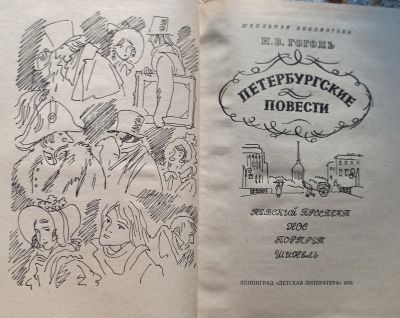 ШКОЛЬНАЯ БИБЛИОТЕКА
Н. В. ГОГОЛЬ
ПЕТЕРБУРГСКИЕ
ПОВЕСТИ
НЕВСКИЙ ПРОСПЕКТ
НОС
ПОРТРЕТ
ШИНЕЛЬ
ЛЕНИНГРАД «ДЕТСКАЯ ЛИТЕРАТУРА»